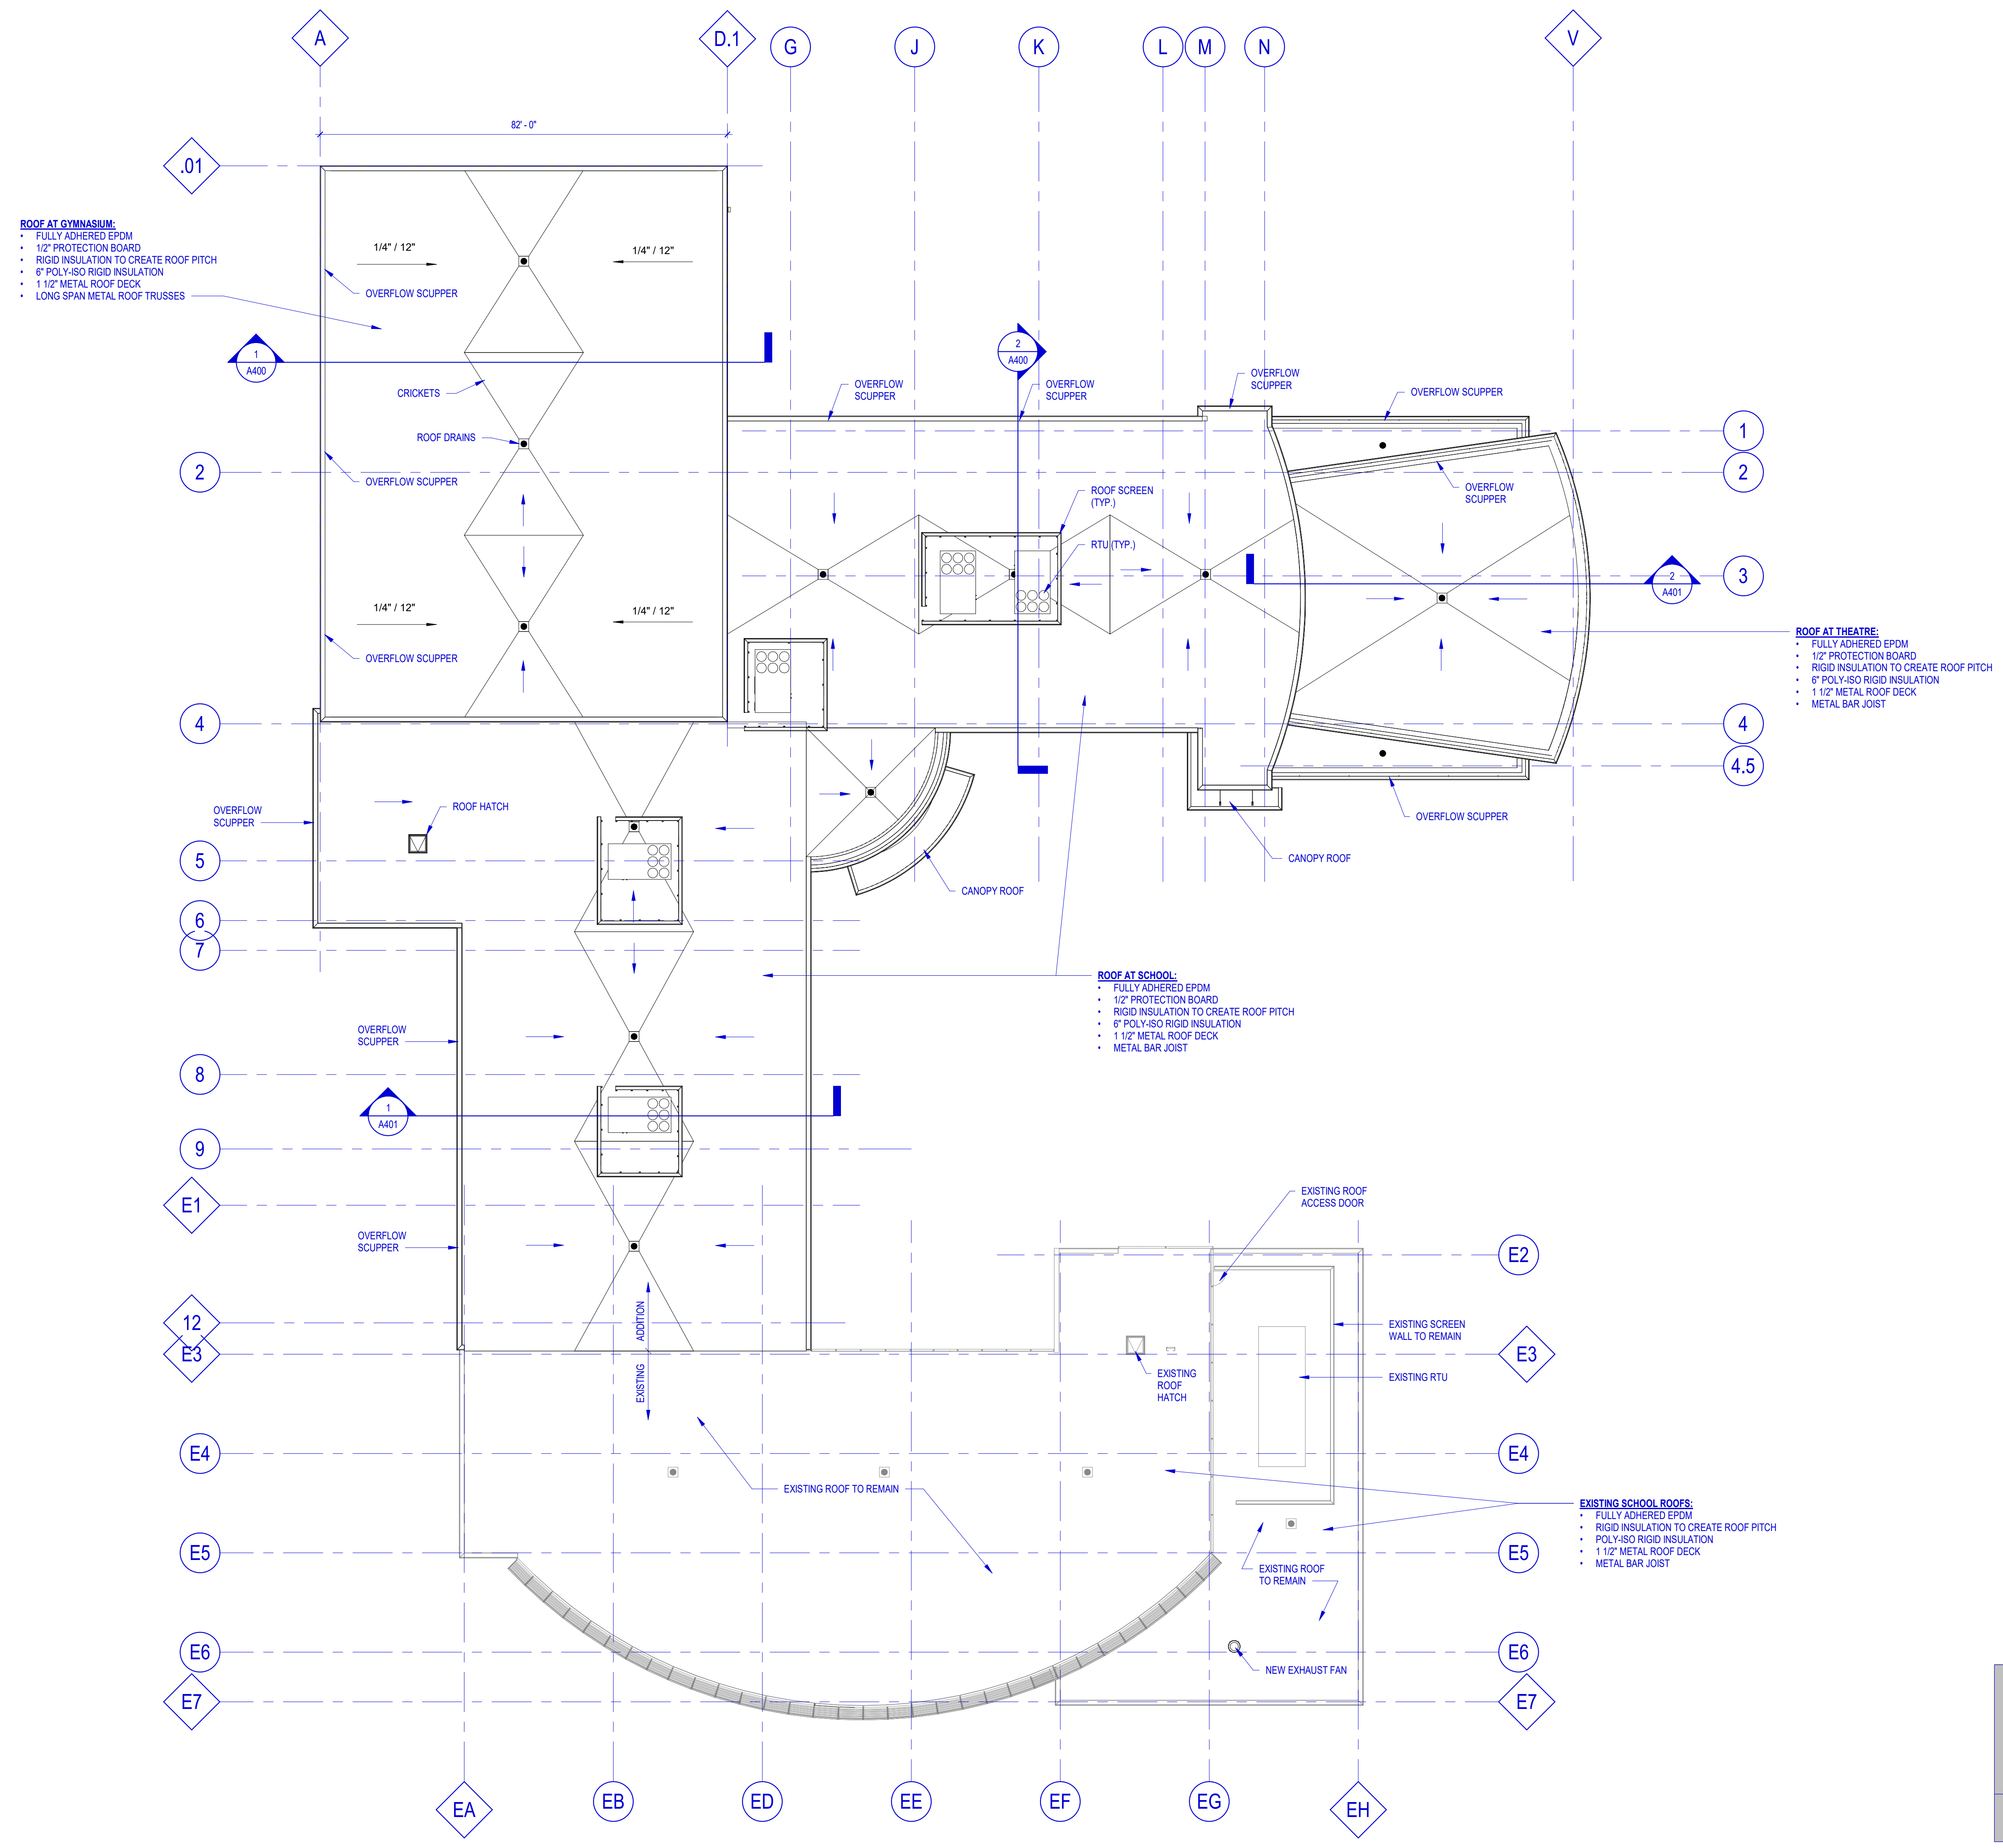 A
D.1
G
J
K
L
M
N
V
82' - 0"
.01
ROOF AT GYMNASIUM:
• FULLY ADHERED EPDM
• 1/2" PROTECTION BOARD
• RIGID INSULATION TO CREATE ROOF PITCH
• 6" POLY-ISO RIGID INSULATION
• 1 1/2" METAL ROOF DECK
• LONG SPAN METAL ROOF TRUSSES
1/4" / 12"
1/4" / 12"
OVERFLOW SCUPPER
1
A400
2
A400
CRICKETS
OVERFLOW
SCUPPER
OVERFLOW
SCUPPER
OVERFLOW
SCUPPER
OVERFLOW SCUPPER
ROOF DRAINS
1
2
2
OVERFLOW SCUPPER
ROOF SCREEN
(TYP.)
OVERFLOW
SCUPPER
RTU (TYP.)
3
2
A401
1/4" / 12"
1/4" / 12"
OVERFLOW SCUPPER
ROOF AT THEATRE:
• FULLY ADHERED EPDM
• 1/2" PROTECTION BOARD
• RIGID INSULATION TO CREATE ROOF PITCH
• 6" POLY-ISO RIGID INSULATION
• 1 1/2" METAL ROOF DECK
• METAL BAR JOIST
4
4
4.5
OVERFLOW
SCUPPER
ROOF HATCH
OVERFLOW SCUPPER
CANOPY ROOF
CANOPY ROOF
5
6
7
ROOF AT SCHOOL:
• FULLY ADHERED EPDM
• 1/2" PROTECTION BOARD
• RIGID INSULATION TO CREATE ROOF PITCH
• 6" POLY-ISO RIGID INSULATION
• 1 1/2" METAL ROOF DECK
• METAL BAR JOIST
OVERFLOW
SCUPPER
8
1
A401
9
E1
EXISTING ROOF
ACCESS DOOR
OVERFLOW
SCUPPER
E2
ADDITION
EXISTING
12
E3
EXISTING SCREEN
WALL TO REMAIN
E3
EXISTING
ROOF
HATCH
EXISTING RTU
E4
E4
EXISTING ROOF TO REMAIN
EXISTING SCHOOL ROOFS:
• FULLY ADHERED EPDM
• RIGID INSULATION TO CREATE ROOF PITCH
• POLY-ISO RIGID INSULATION
• 1 1/2" METAL ROOF DECK
• METAL BAR JOIST
E5
E5
EXISTING ROOF
TO REMAIN
E6
E6
NEW EXHAUST FAN
E7
E7
EA
EB
ED
EE
EF
EG
EH